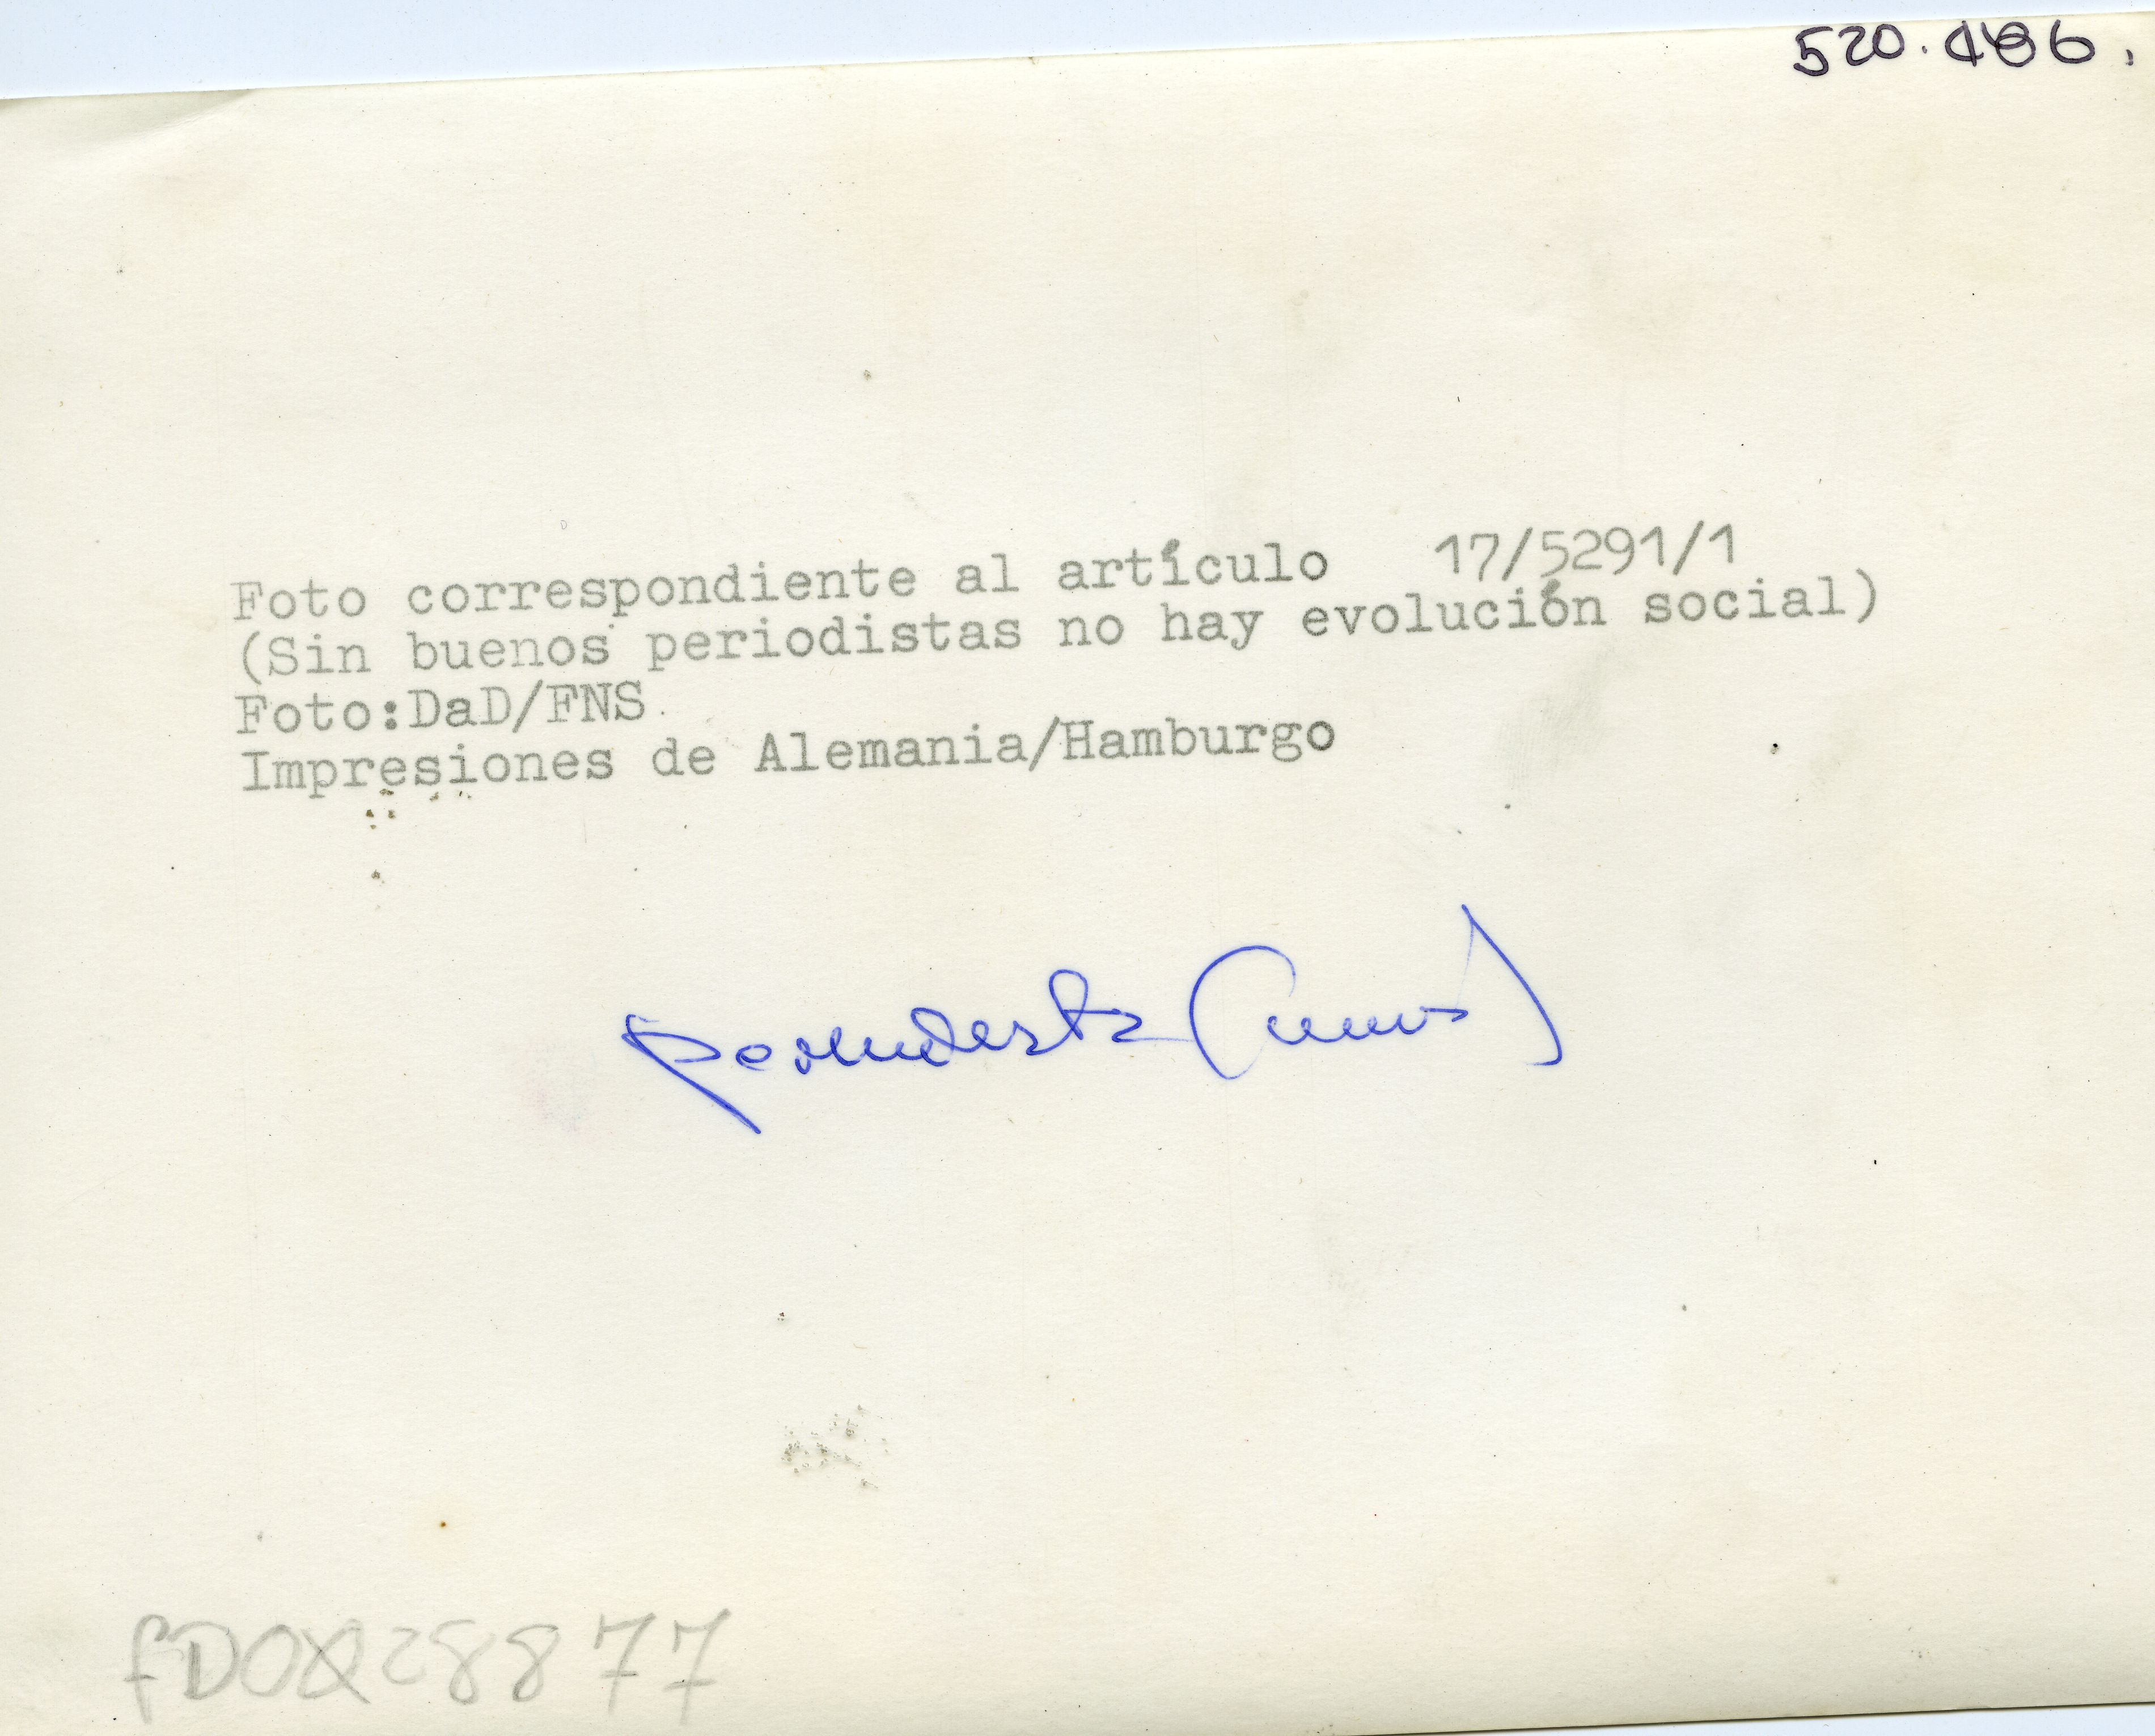 520.486.
Foto correspondiente al artículo 17/5291/1
(Sin buenos periodistas no hay evolución social)
Foto:DaD/FNS.
Impresiones de Alemania/Hamburgo
fD0028877